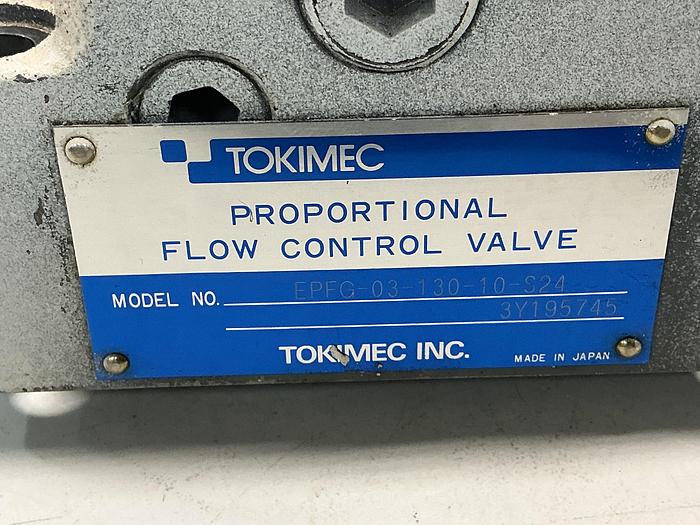 TOKIMEC
PROPORTIONAL
FLOW CONTROL VALVE
MODEL NO. EPFG-03-130-10-S24
3Y195745
TOKIMEC INC. MADE IN JAPAN